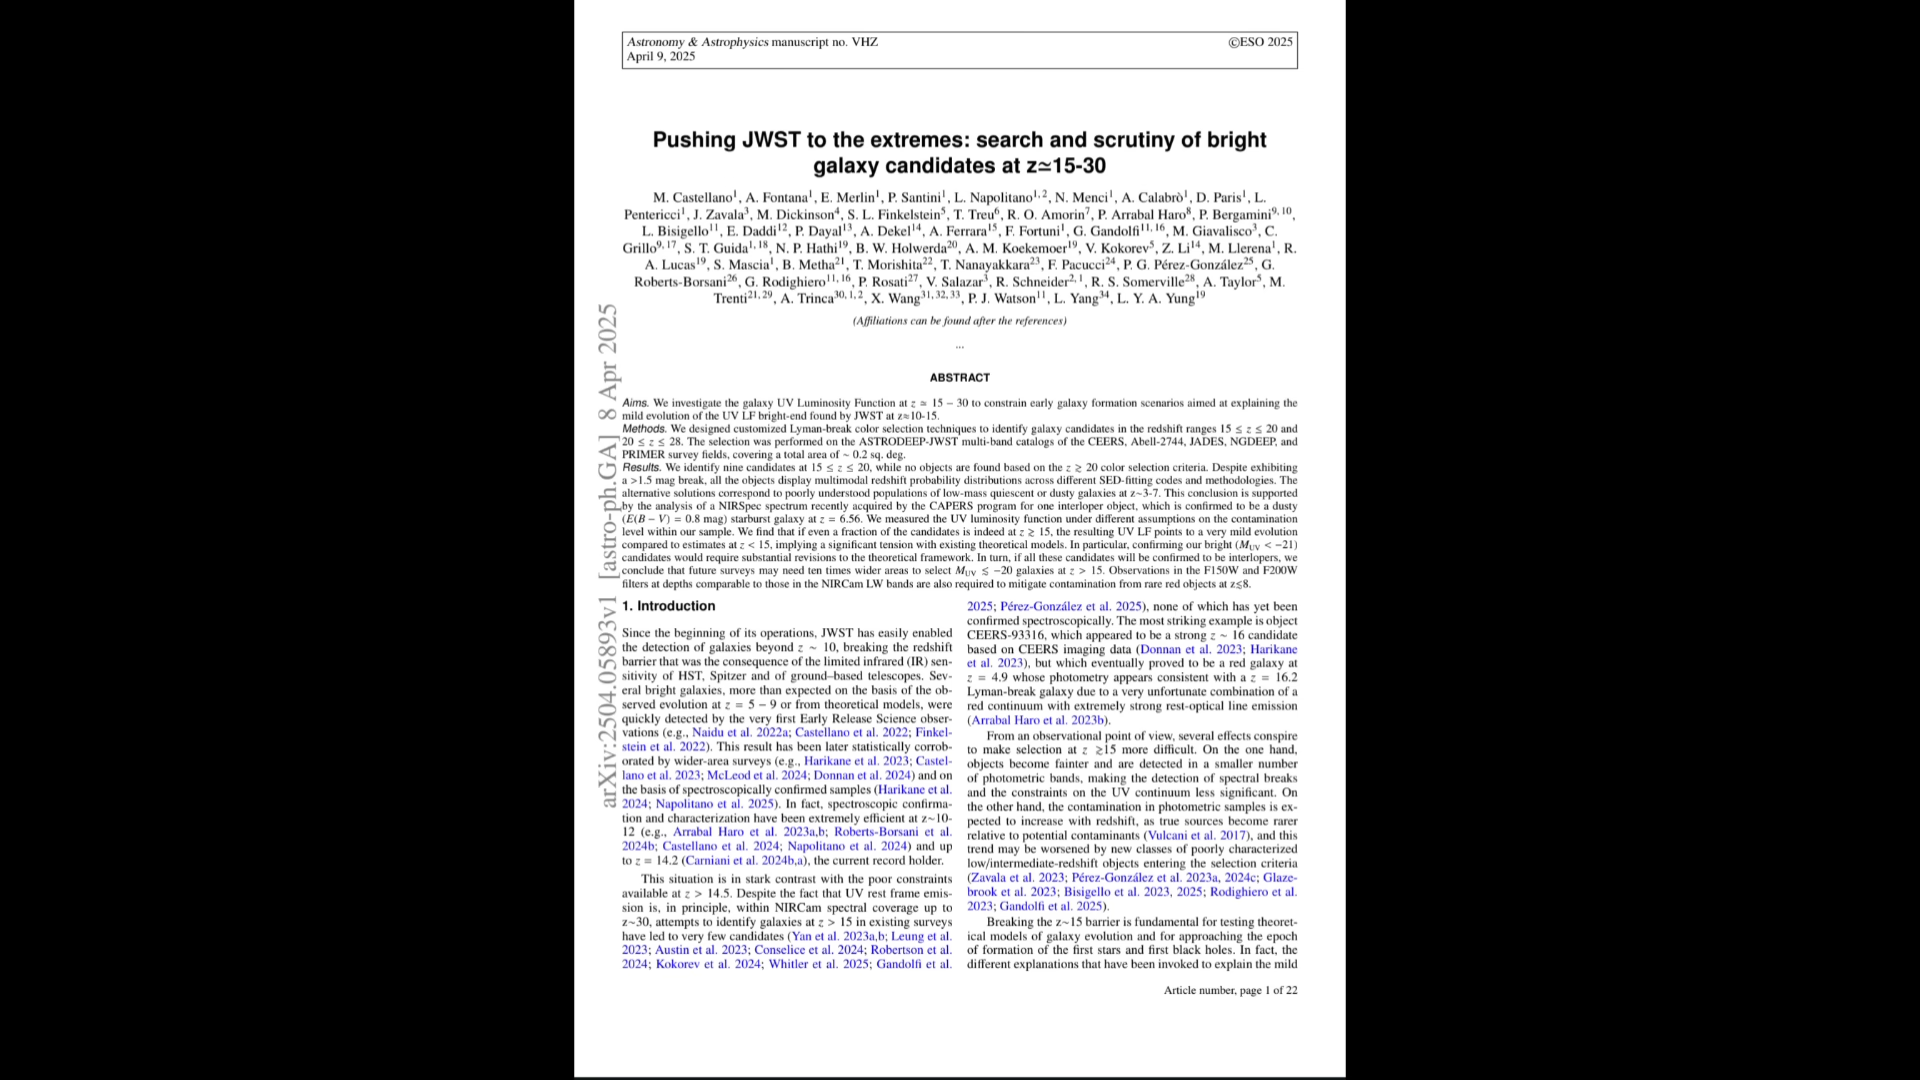 Astronomy & Astrophysics manuscript no. VHZ
©ESO 2025
April 9, 2025
Pushing JWST to the extremes: search and scrutiny of bright
galaxy candidates at z≃15-30
M. Castellano¹, A. Fontana¹, E. Merlin¹, P. Santini¹, L. Napolitano¹,², N. Menci¹, A. Calabrò¹, D. Paris¹, L.
Pentericci¹, J. Zavala³, M. Dickinson⁴, S. L. Finkelstein⁵, T. Treu⁶, R. O. Amorin⁷, P. Arrabal Haro⁸, P. Bergamini⁹,¹⁰,
L. Bisigello¹¹, E. Daddi¹², P. Dayal¹³, A. Dekel¹⁴, A. Ferrara¹⁵, F. Fortuni¹, G. Gandolfi¹¹,¹⁶, M. Giavalisco³, C.
Grillo⁹,¹⁷, S. T. Guida¹,¹⁸, N. P. Hathi¹⁹, B. W. Holwerda²⁰, A. M. Koekemoer¹⁹, V. Kokorev⁵, Z. Li¹⁴, M. Llerena¹, R.
A. Lucas¹⁹, S. Mascia¹, B. Metha²¹, T. Morishita²², T. Nanayakkara²³, F. Pacucci²⁴, P. G. Pérez-González²⁵, G.
Roberts-Borsani²⁶, G. Rodighiero¹¹,¹⁶, P. Rosati²⁷, V. Salazar³, R. Schneider²,¹, R. S. Somerville²⁸, A. Taylor⁵, M.
Trenti²¹,²⁹, A. Trinca³⁰,¹,², X. Wang³¹,³²,³³, P. J. Watson¹¹, L. Yang³⁴, L. Y. A. Yung¹⁹
(Affiliations can be found after the references)
...
ABSTRACT
Aims. We investigate the galaxy UV Luminosity Function at z ≃ 15 − 30 to constrain early galaxy formation scenarios aimed at explaining the
mild evolution of the UV LF bright-end found by JWST at z≈10-15.
Methods. We designed customized Lyman-break color selection techniques to identify galaxy candidates in the redshift ranges 15 ≤ z ≤ 20 and
20 ≤ z ≤ 28. The selection was performed on the ASTRODEEP-JWST multi-band catalogs of the CEERS, Abell-2744, JADES, NGDEEP, and
PRIMER survey fields, covering a total area of ~ 0.2 sq. deg.
Results. We identify nine candidates at 15 ≤ z ≤ 20, while no objects are found based on the z ≳ 20 color selection criteria. Despite exhibiting
a >1.5 mag break, all the objects display multimodal redshift probability distributions across different SED-fitting codes and methodologies. The
alternative solutions correspond to poorly understood populations of low-mass quiescent or dusty galaxies at z~3-7. This conclusion is supported
by the analysis of a NIRSpec spectrum recently acquired by the CAPERS program for one interloper object, which is confirmed to be a dusty
(E(B − V) = 0.8 mag) starburst galaxy at z = 6.56. We measured the UV luminosity function under different assumptions on the contamination
level within our sample. We find that if even a fraction of the candidates is indeed at z ≥ 15, the resulting UV LF points to a very mild evolution
compared to estimates at z < 15, implying a significant tension with existing theoretical models. In particular, confirming our bright (M_UV < −21)
candidates would require substantial revisions to the theoretical framework. In turn, if all these candidates will be confirmed to be interlopers, we
conclude that future surveys may need ten times wider areas to select M_UV ≲ −20 galaxies at z > 15. Observations in the F150W and F200W
filters at depths comparable to those in the NIRCam LW bands are also required to mitigate contamination from rare red objects at z≲8.
1. Introduction
Since the beginning of its operations, JWST has easily enabled
the detection of galaxies beyond z ~ 10, breaking the redshift
barrier that was the consequence of the limited infrared (IR) sen-
sitivity of HST, Spitzer and of ground–based telescopes. Sev-
eral bright galaxies, more than expected on the basis of the ob-
served evolution at z = 5 − 9 or from theoretical models, were
quickly detected by the very first Early Release Science obser-
vations (e.g., Naidu et al. 2022a; Castellano et al. 2022; Finkel-
stein et al. 2022). This result has been later statistically corrob-
orated by wider-area surveys (e.g., Harikane et al. 2023; Castel-
lano et al. 2023; McLeod et al. 2024; Donnan et al. 2024) and on
the basis of spectroscopically confirmed samples (Harikane et al.
2024; Napolitano et al. 2025). In fact, spectroscopic confirma-
tion and characterization have been extremely efficient at z~10-
12 (e.g., Arrabal Haro et al. 2023a,b; Roberts-Borsani et al.
2024b; Castellano et al. 2024; Napolitano et al. 2024) and up
to z = 14.2 (Carniani et al. 2024b,a), the current record holder.
This situation is in stark contrast with the poor constraints
available at z > 14.5. Despite the fact that UV rest frame emis-
sion is, in principle, within NIRCam spectral coverage up to
z~30, attempts to identify galaxies at z > 15 in existing surveys
have led to very few candidates (Yan et al. 2023a,b; Leung et al.
2023; Austin et al. 2023; Conselice et al. 2024; Robertson et al.
2024; Kokorev et al. 2024; Whitler et al. 2025; Gandolfi et al.
2025; Pérez-González et al. 2025), none of which has yet been
confirmed spectroscopically. The most striking example is object
CEERS-93316, which appeared to be a strong z ~ 16 candidate
based on CEERS imaging data (Donnan et al. 2023; Harikane
et al. 2023), but which eventually proved to be a red galaxy at
z = 4.9 whose photometry appears consistent with a z = 16.2
Lyman-break galaxy due to a very unfortunate combination of a
red continuum with extremely strong rest-optical line emission
(Arrabal Haro et al. 2023b).
From an observational point of view, several effects conspire
to make selection at z ≥15 more difficult. On the one hand,
objects become fainter and are detected in a smaller number
of photometric bands, making the detection of spectral breaks
and the constraints on the UV continuum less significant. On
the other hand, the contamination in photometric samples is ex-
pected to increase with redshift, as true sources become rarer
relative to potential contaminants (Vulcani et al. 2017), and this
trend may be worsened by new classes of poorly characterized
low/intermediate-redshift objects entering the selection criteria
(Zavala et al. 2023; Pérez-González et al. 2023a, 2024c; Glaze-
brook et al. 2023; Bisigello et al. 2023, 2025; Rodighiero et al.
2023; Gandolfi et al. 2025).
Breaking the z~15 barrier is fundamental for testing theoret-
ical models of galaxy evolution and for approaching the epoch
of formation of the first stars and first black holes. In fact, the
different explanations that have been invoked to explain the mild
Article number, page 1 of 22
arXiv:2504.05893v1 [astro-ph.GA] 8 Apr 2025